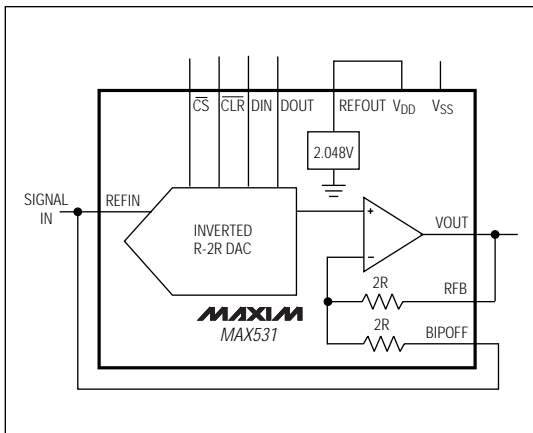 CS CLR DIN DOUT REFOUT VDD VSS
2.048V
SIGNAL
IN
REFIN
INVERTED
R-2R DAC
+
−
VOUT
2R
RFB
2R
BIPOFF
MAXIM
MAX531